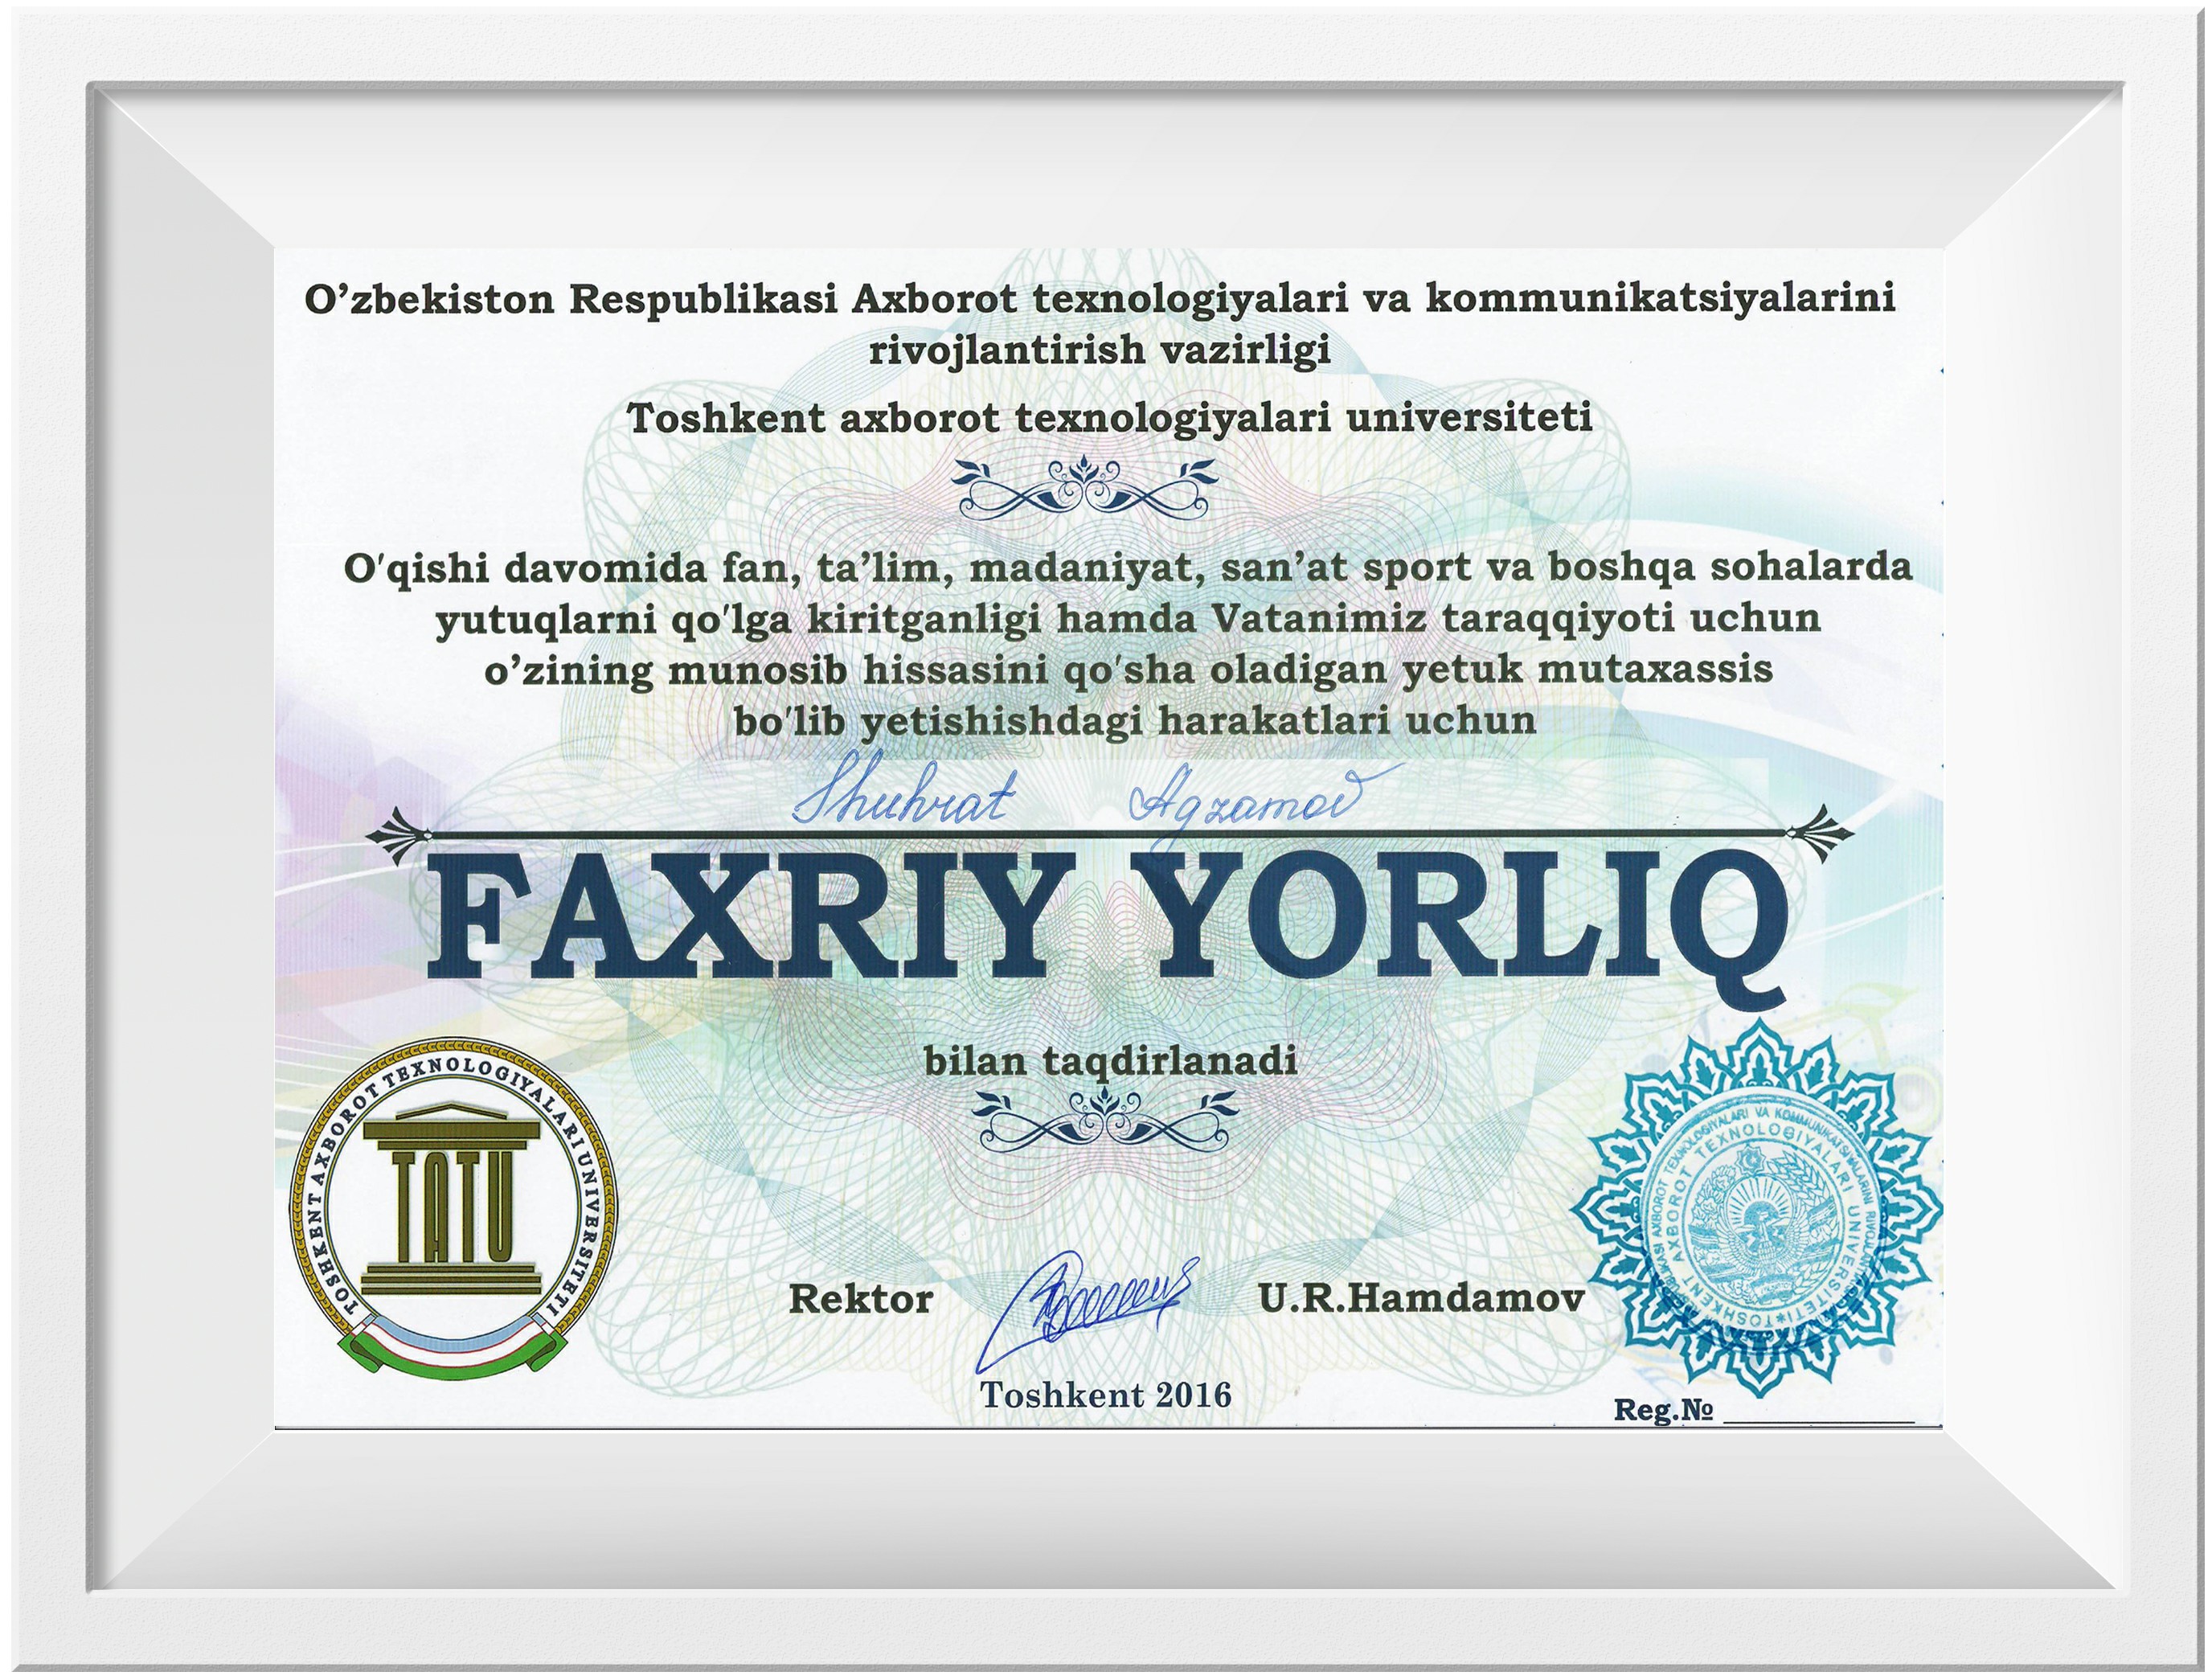 O’zbekiston Respublikasi Axborot texnologiyalari va kommunikatsiyalarini
rivojlantirish vazirligi
Toshkent axborot texnologiyalari universiteti
O'qishi davomida fan, ta’lim, madaniyat, san’at sport va boshqa sohalarda
yutuqlarni qo'lga kiritganligi hamda Vatanimiz taraqqiyoti uchun
o’zining munosib hissasini qo'sha oladigan yetuk mutaxassis
bo'lib yetishishdagi harakatlari uchun
Shuhrat Agzamov
FAXRIY YORLIQ
bilan taqdirlanadi
TOSHKENT AXBOROT TEXNOLOGIYALARI UNIVERSITETI
TATU
AXBOROT TEXNOLOGIYALARI VA KOMMUNIKATSIYALARINI
TOSHKENT AXBOROT TEXNOLOGIYALARI UNIVERSITETI
Rektor U.R.Hamdamov
Toshkent 2016
Reg.№